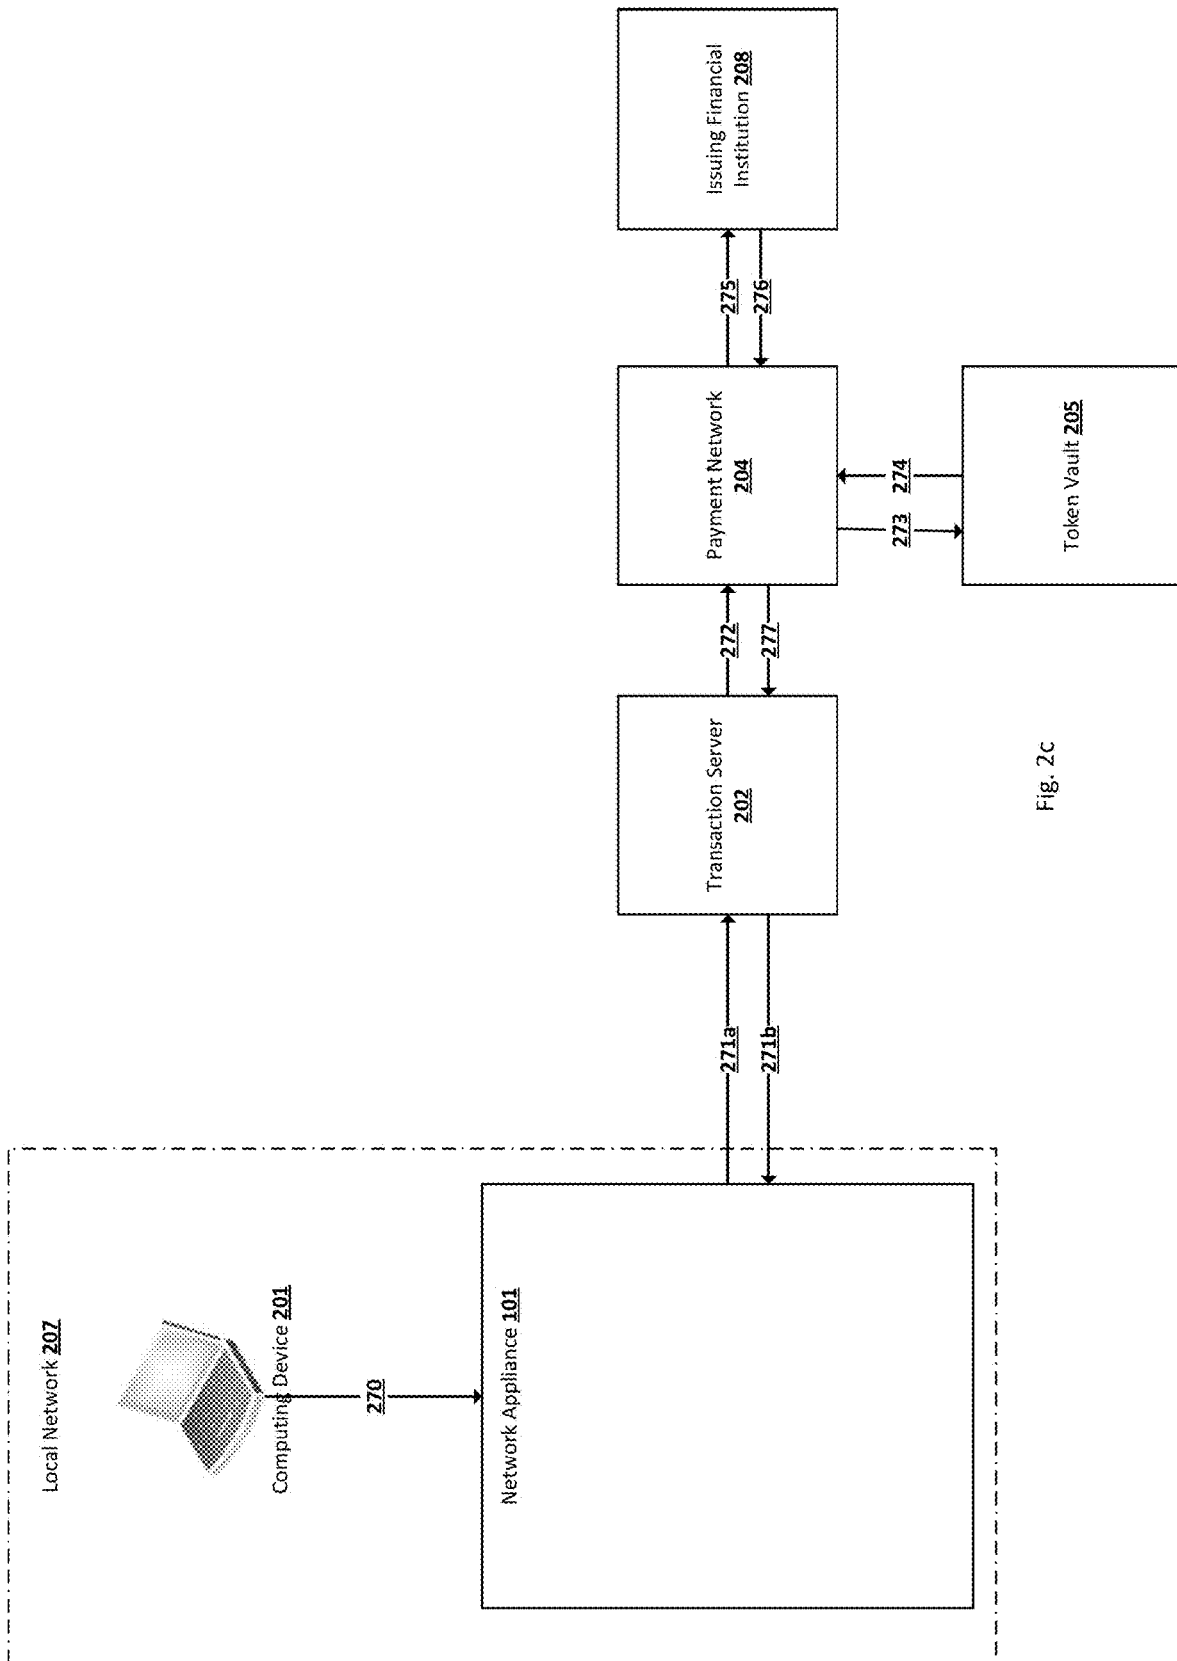 Local Network 207
Computing Device 201
270
Network Appliance 101
271a
271b
Transaction Server
202
272
277
Payment Network
204
275
276
Issuing Financial
Institution 208
273
274
Token Vault 205
Fig. 2c